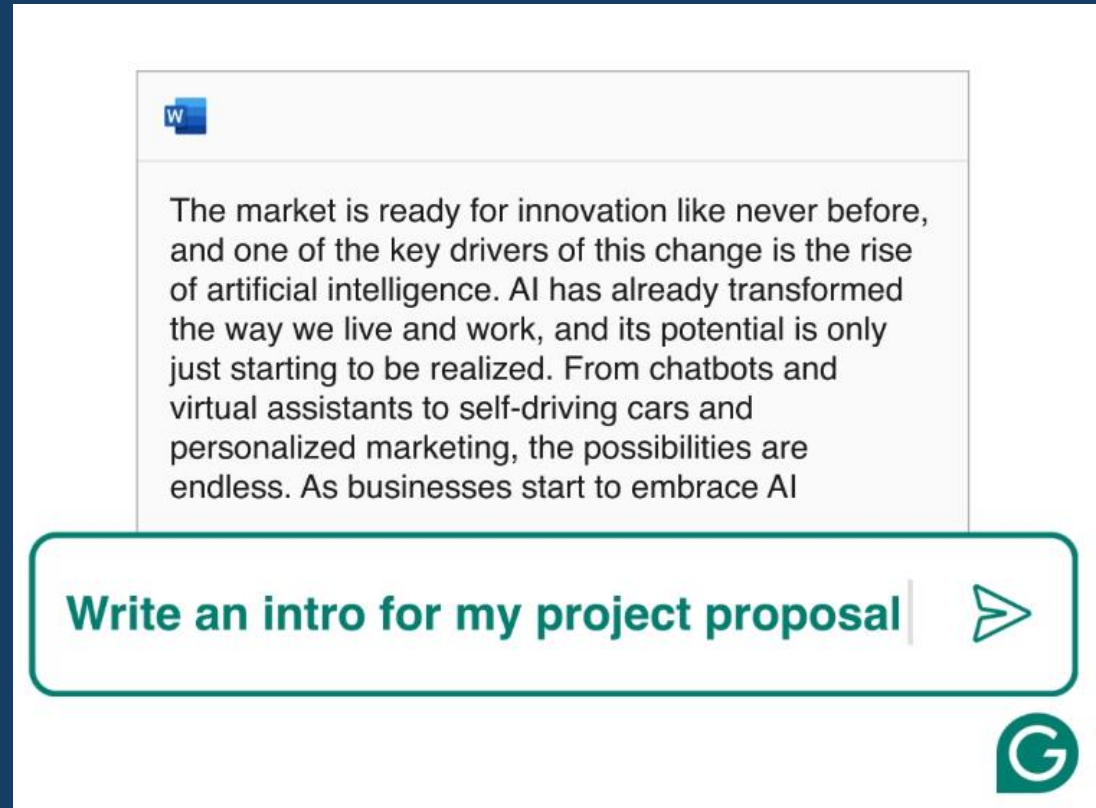 W
The market is ready for innovation like never before,
and one of the key drivers of this change is the rise
of artificial intelligence. AI has already transformed
the way we live and work, and its potential is only
just starting to be realized. From chatbots and
virtual assistants to self-driving cars and
personalized marketing, the possibilities are
endless. As businesses start to embrace AI
Write an intro for my project proposal
G